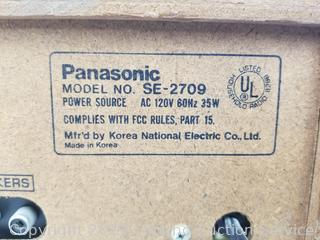 Panasonic
MODEL NO. SE-2709
POWER SOURCE AC 120V 60Hz 35W
COMPLIES WITH FCC RULES, PART 15.
Mfr'd by Korea National Electric Co., Ltd.
Made in Korea
LISTED
UL
HOUSEHOLD RADIO
KERS